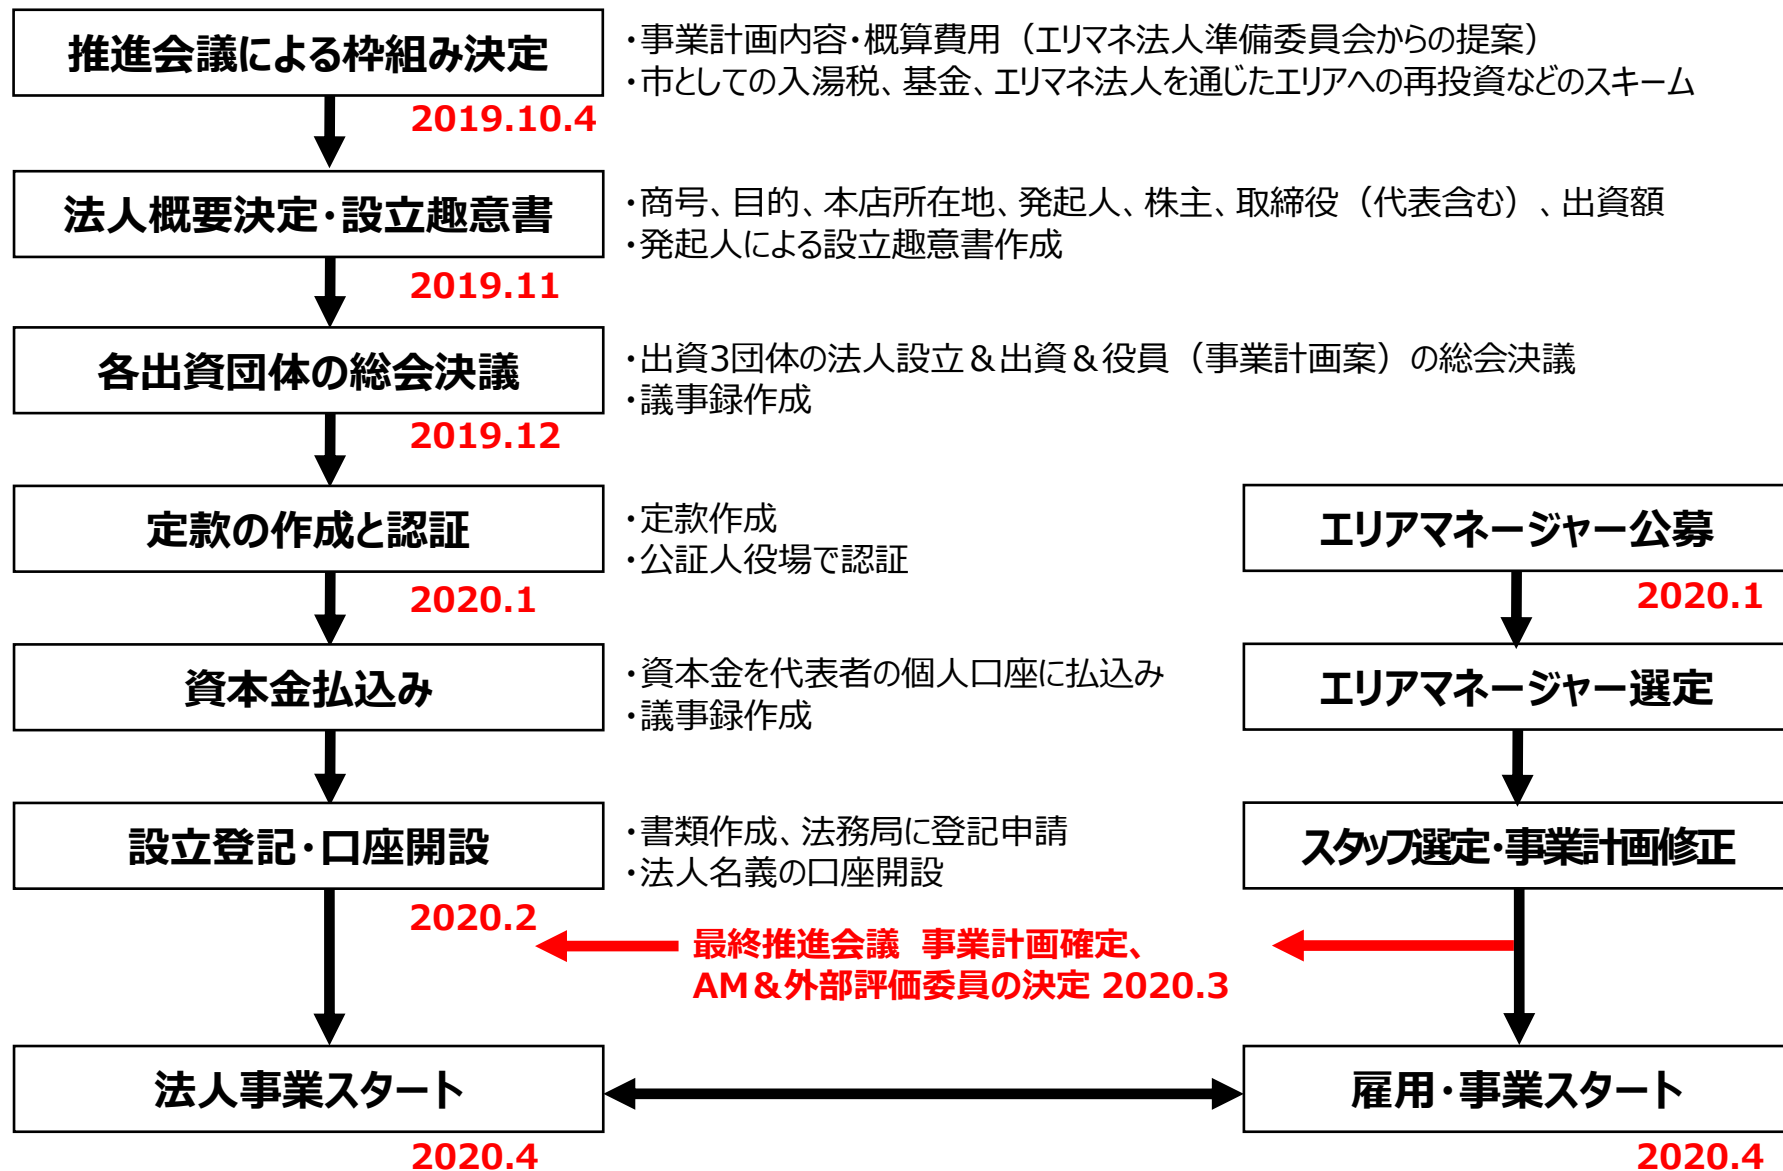 推進会議による枠組み決定
・事業計画内容・概算費用（エリマネ法人準備委員会からの提案）
・市としての入湯税、基金、エリマネ法人を通じたエリアへの再投資などのスキーム
2019.10.4
法人概要決定・設立趣意書
・商号、目的、本店所在地、発起人、株主、取締役（代表含む）、出資額
・発起人による設立趣意書作成
2019.11
各出資団体の総会決議
・出資3団体の法人設立＆出資＆役員（事業計画案）の総会決議
・議事録作成
2019.12
定款の作成と認証
・定款作成
・公証人役場で認証
2020.1
エリアマネージャー公募
2020.1
資本金払込み
・資本金を代表者の個人口座に払込み
・議事録作成
エリアマネージャー選定
設立登記・口座開設
・書類作成、法務局に登記申請
・法人名義の口座開設
2020.2
スタッフ選定・事業計画修正
最終推進会議 事業計画確定、
AM＆外部評価委員の決定 2020.3
法人事業スタート
2020.4
雇用・事業スタート
2020.4